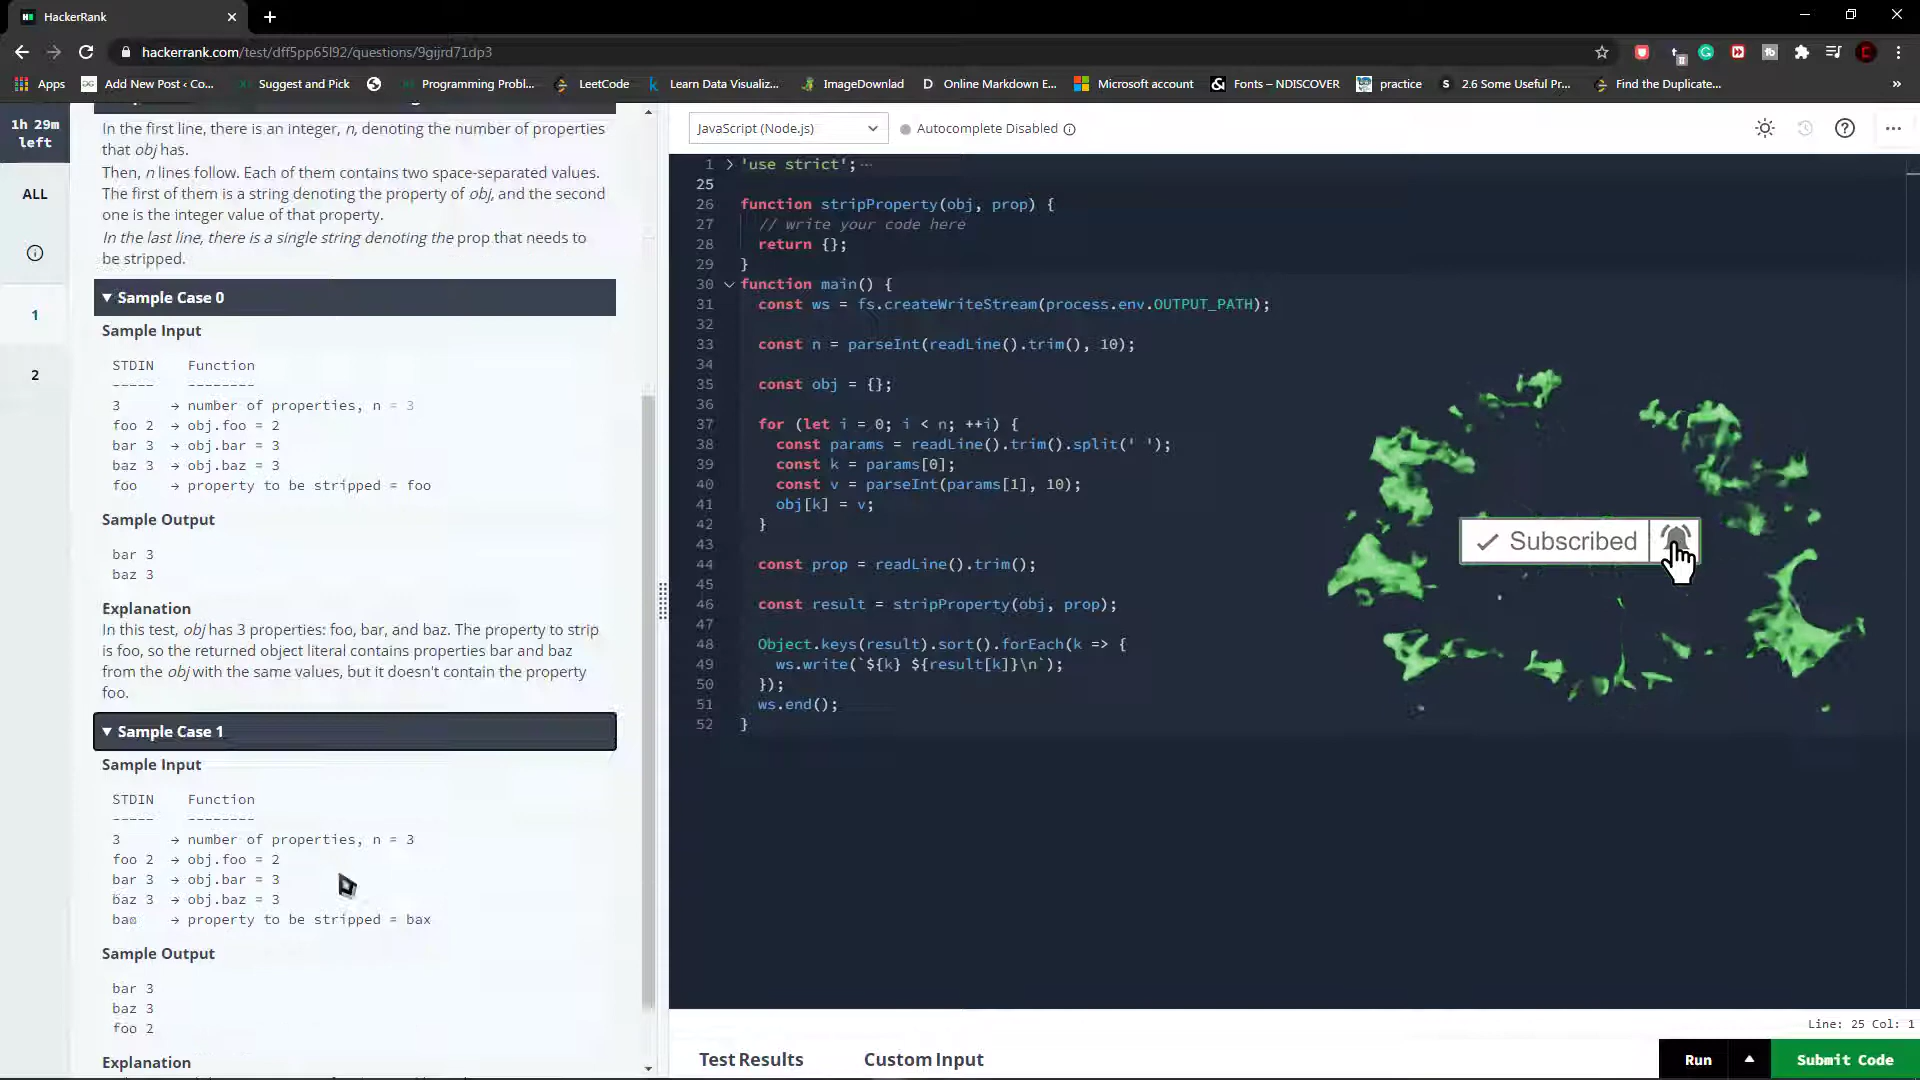 HackerRank
hackerrank.com/test/dff5pp65l92/questions/9gijrd71dp3
Apps
Add New Post ‹ Co...
Suggest and Pick
Programming Probl...
LeetCode
Learn Data Visualiz...
ImageDownlad
Online Markdown E...
Microsoft account
Fonts – NDISCOVER
practice
2.6 Some Useful Pr...
Find the Duplicate...
»
1h 29m
left
ALL
1
2
In the first line, there is an integer, n, denoting the number of properties
that obj has.
Then, n lines follow. Each of them contains two space-separated values.
The first of them is a string denoting the property of obj, and the second
one is the integer value of that property.
In the last line, there is a single string denoting the prop that needs to
be stripped.
Sample Case 0
Sample Input
STDIN Function
----- --------
3 → number of properties, n = 3
foo 2 → obj.foo = 2
bar 3 → obj.bar = 3
baz 3 → obj.baz = 3
foo → property to be stripped = foo
Sample Output
bar 3
baz 3
Explanation
In this test, obj has 3 properties: foo, bar, and baz. The property to strip
is foo, so the returned object literal contains properties bar and baz
from the obj with the same values, but it doesn't contain the property
foo.
Sample Case 1
Sample Input
STDIN Function
----- --------
3 → number of properties, n = 3
foo 2 → obj.foo = 2
bar 3 → obj.bar = 3
baz 3 → obj.baz = 3
→ property to be stripped = bax
Sample Output
bar 3
baz 3
foo 2
Explanation
JavaScript (Node.js)
Autocomplete Disabled
1 'use strict'; ···
25
26 function stripProperty(obj, prop) {
27 // write your code here
28 return {};
29 }
30 function main() {
31 const ws = fs.createWriteStream(process.env.OUTPUT_PATH);
32
33 const n = parseInt(readLine().trim(), 10);
34
35 const obj = {};
36
37 for (let i = 0; i < n; ++i) {
38 const params = readLine().trim().split(' ');
39 const k = params[0];
40 const v = parseInt(params[1], 10);
41 obj[k] = v;
42 }
43
44 const prop = readLine().trim();
45
46 const result = stripProperty(obj, prop);
47
48 Object.keys(result).sort().forEach(k => {
49 ws.write(`${k} ${result[k]}\n`);
50 });
51 ws.end();
52 }
Subscribed
Line: 25 Col: 1
Test Results
Custom Input
Run
Submit Code